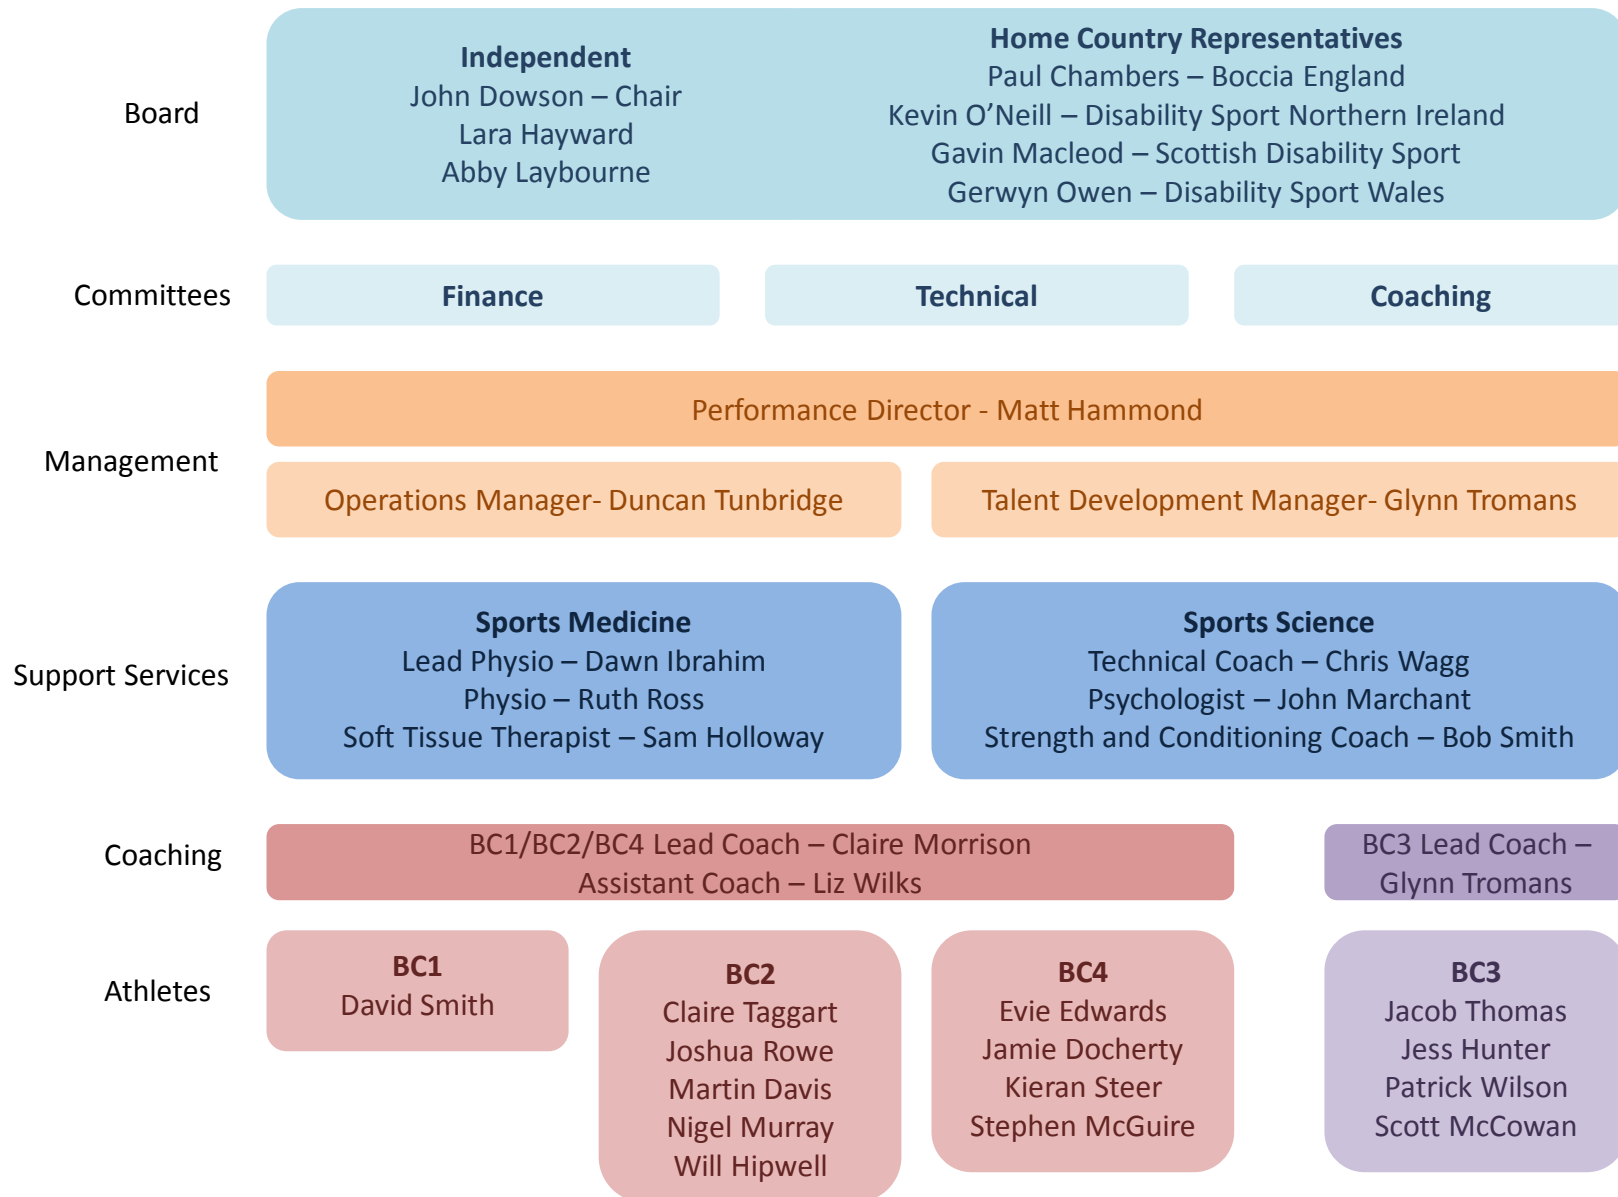 Board
Independent
John Dowson – Chair
Lara Hayward
Abby Laybourne
Home Country Representatives
Paul Chambers – Boccia England
Kevin O’Neill – Disability Sport Northern Ireland
Gavin Macleod – Scottish Disability Sport
Gerwyn Owen – Disability Sport Wales
Committees
Finance
Technical
Coaching
Management
Performance Director - Matt Hammond
Operations Manager- Duncan Tunbridge
Talent Development Manager- Glynn Tromans
Support Services
Sports Medicine
Lead Physio – Dawn Ibrahim
Physio – Ruth Ross
Soft Tissue Therapist – Sam Holloway
Sports Science
Technical Coach – Chris Wagg
Psychologist – John Marchant
Strength and Conditioning Coach – Bob Smith
Coaching
BC1/BC2/BC4 Lead Coach – Claire Morrison
Assistant Coach – Liz Wilks
BC3 Lead Coach –
Glynn Tromans
Athletes
BC1
David Smith
BC2
Claire Taggart
Joshua Rowe
Martin Davis
Nigel Murray
Will Hipwell
BC4
Evie Edwards
Jamie Docherty
Kieran Steer
Stephen McGuire
BC3
Jacob Thomas
Jess Hunter
Patrick Wilson
Scott McCowan